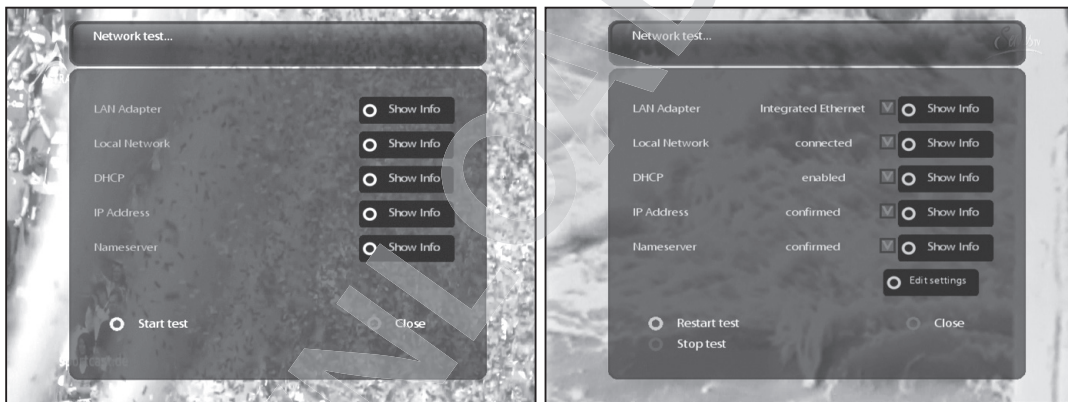 Network test...
LAN Adapter Show Info
Local Network Show Info
DHCP Show Info
IP Address Show Info
Nameserver Show Info
Start test Close
Network test...
LAN Adapter Integrated Ethernet Show Info
Local Network connected Show Info
DHCP enabled Show Info
IP Address confirmed Show Info
Nameserver confirmed Show Info
Edit settings
Restart test Close
Stop test